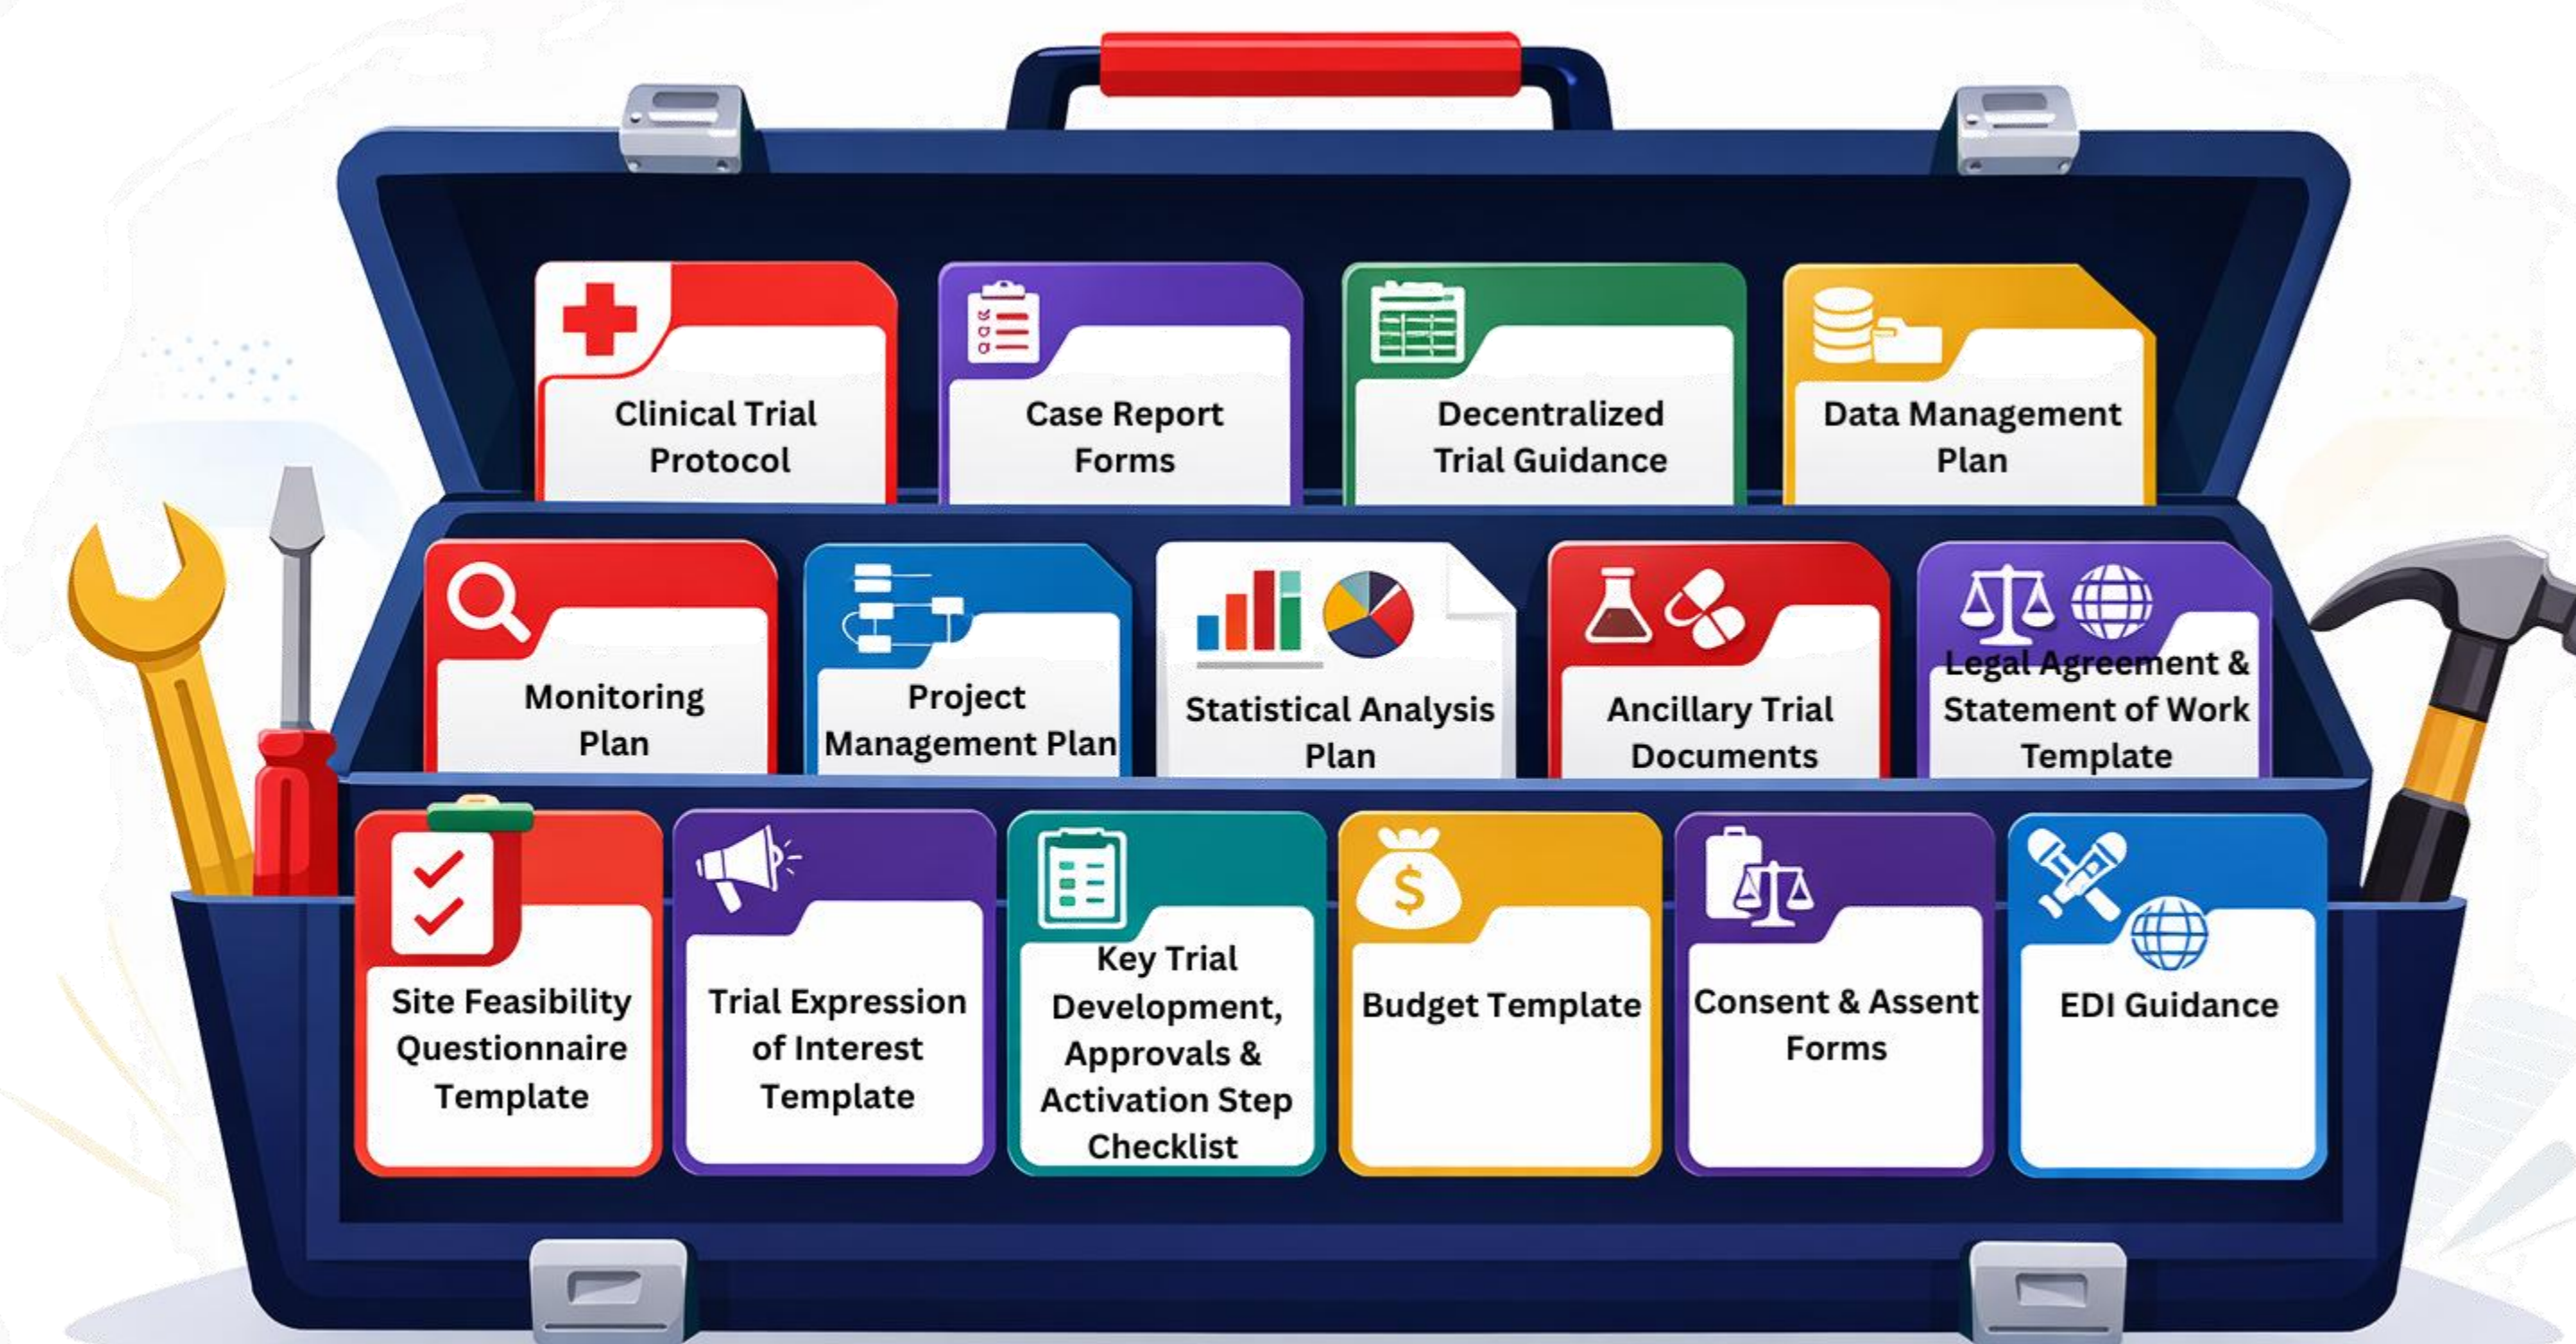 Clinical Trial
Protocol
Case Report
Forms
Decentralized
Trial Guidance
Data Management
Plan
Monitoring
Plan
Project
Management Plan
Statistical Analysis
Plan
Ancillary Trial
Documents
Legal Agreement &
Statement of Work
Template
Site Feasibility
Questionnaire
Template
Trial Expression
of Interest
Template
Key Trial
Development,
Approvals &
Activation Step
Checklist
$
Budget Template
Consent & Assent
Forms
EDI Guidance